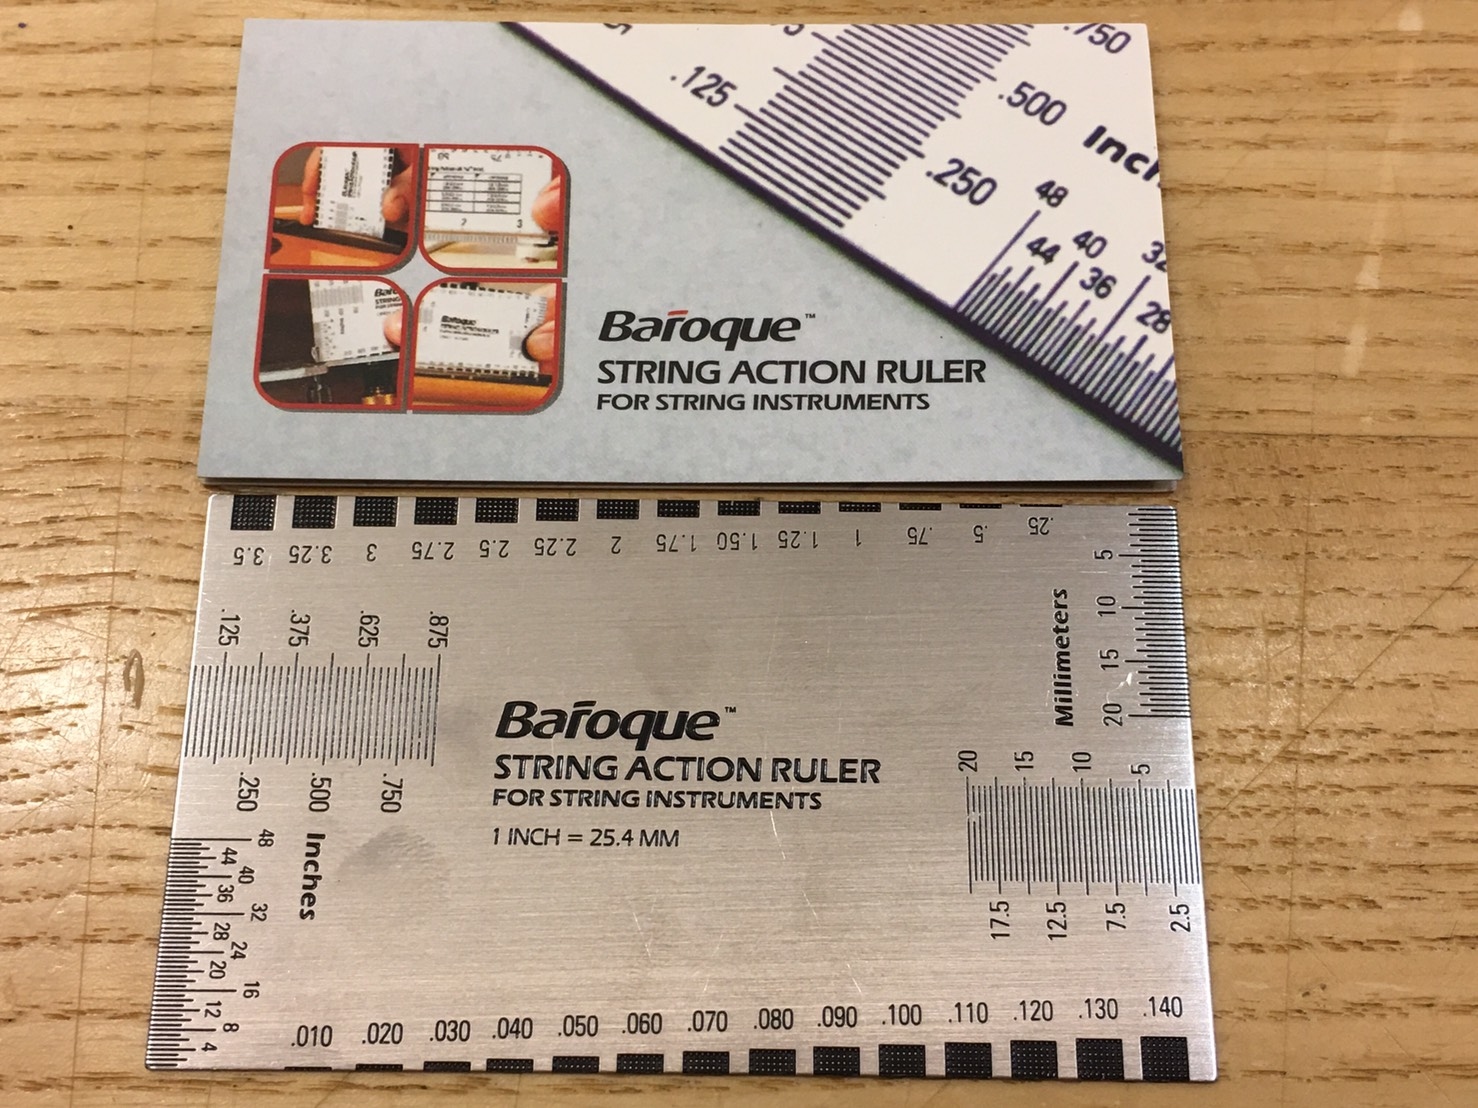 .750
.125
.500
Inch
.250
48
44
40
36
32
28
Baroque™
STRING ACTION RULER
FOR STRING INSTRUMENTS
3.5 3.25 3 2.75 2.5 2.25 2 1.75 1.50 1.25 1 .75 .5 .25
.125 .375 .625 .875
.250 .500 .750
Inches
48 44 40 36 32 28 24 20 16 12 8 4
Millimeters
5 10 15 20
20 15 10 5
17.5 12.5 7.5 2.5
Baroque™
STRING ACTION RULER
FOR STRING INSTRUMENTS
1 INCH = 25.4 MM
.010 .020 .030 .040 .050 .060 .070 .080 .090 .100 .110 .120 .130 .140